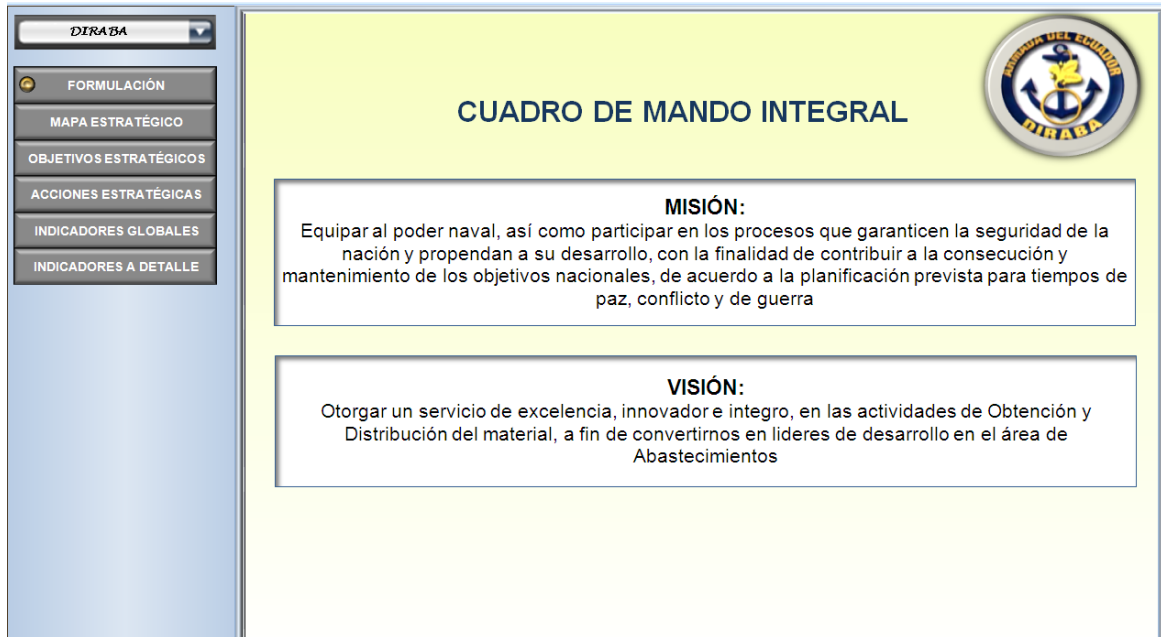 DIRABA
FORMULACIÓN
MAPA ESTRATÉGICO
OBJETIVOS ESTRATÉGICOS
ACCIONES ESTRATÉGICAS
INDICADORES GLOBALES
INDICADORES A DETALLE
CUADRO DE MANDO INTEGRAL
ARMADA DEL ECUADOR
DIRABA
MISIÓN:
Equipar al poder naval, así como participar en los procesos que garanticen la seguridad de la
nación y propendan a su desarrollo, con la finalidad de contribuir a la consecución y
mantenimiento de los objetivos nacionales, de acuerdo a la planificación prevista para tiempos de
paz, conflicto y de guerra
VISIÓN:
Otorgar un servicio de excelencia, innovador e integro, en las actividades de Obtención y
Distribución del material, a fin de convertirnos en lideres de desarrollo en el área de
Abastecimientos